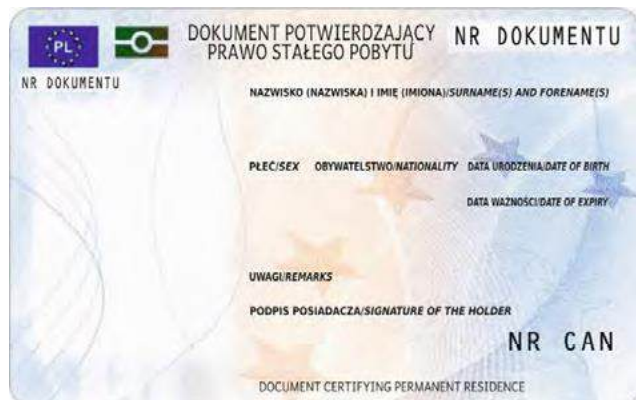 PL
DOKUMENT POTWIERDZAJĄCY
PRAWO STAŁEGO POBYTU
NR DOKUMENTU
NR DOKUMENTU
NAZWISKO (NAZWISKA) I IMIĘ (IMIONA)/SURNAME(S) AND FORENAME(S)
PŁEĆ/SEX OBYWATELSTWO/NATIONALITY DATA URODZENIA/DATE OF BIRTH
DATA WAŻNOŚCI/DATE OF EXPIRY
UWAGI/REMARKS
PODPIS POSIADACZA/SIGNATURE OF THE HOLDER
NR CAN
DOCUMENT CERTIFYING PERMANENT RESIDENCE